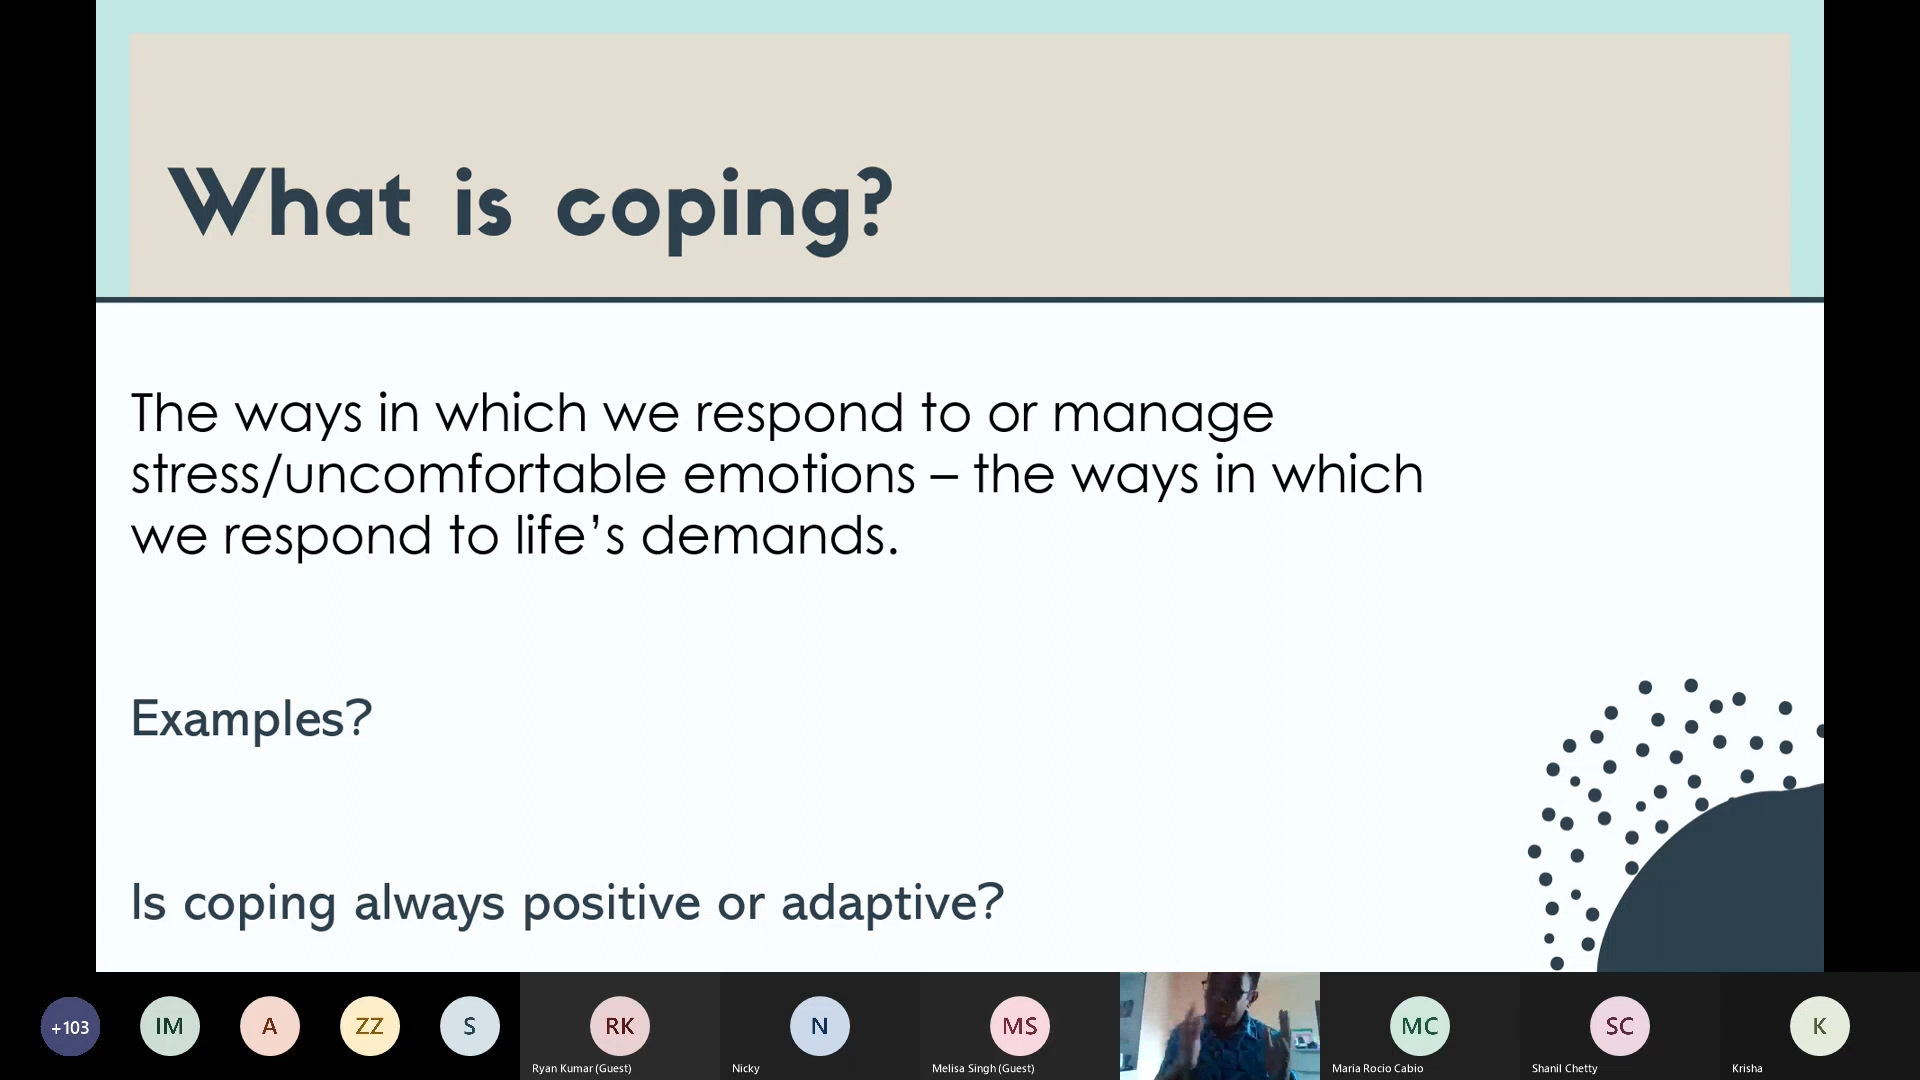 What is coping?
The ways in which we respond to or manage
stress/uncomfortable emotions – the ways in which
we respond to life’s demands.
Examples?
Is coping always positive or adaptive?
+103
IM
A
ZZ
S
RK
N
MS
MC
SC
K
Ryan Kumar (Guest)
Nicky
Melisa Singh (Guest)
Maria Rocio Cabio
Shanil Chetty
Krisha